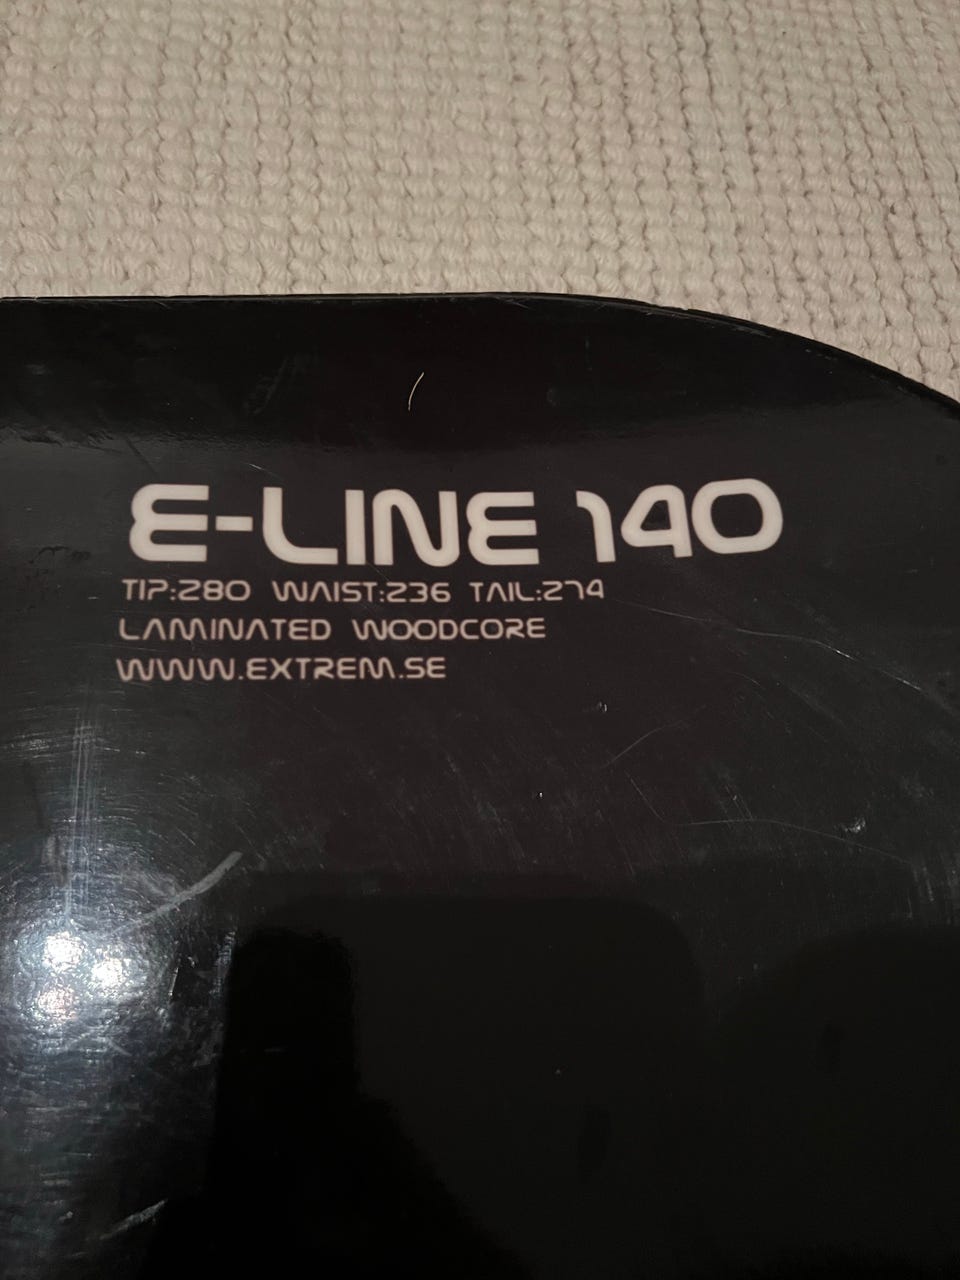 E-LINE 140
TIP:280 WAIST:236 TAIL:274
LAMINATED WOODCORE
WWW.EXTREM.SE